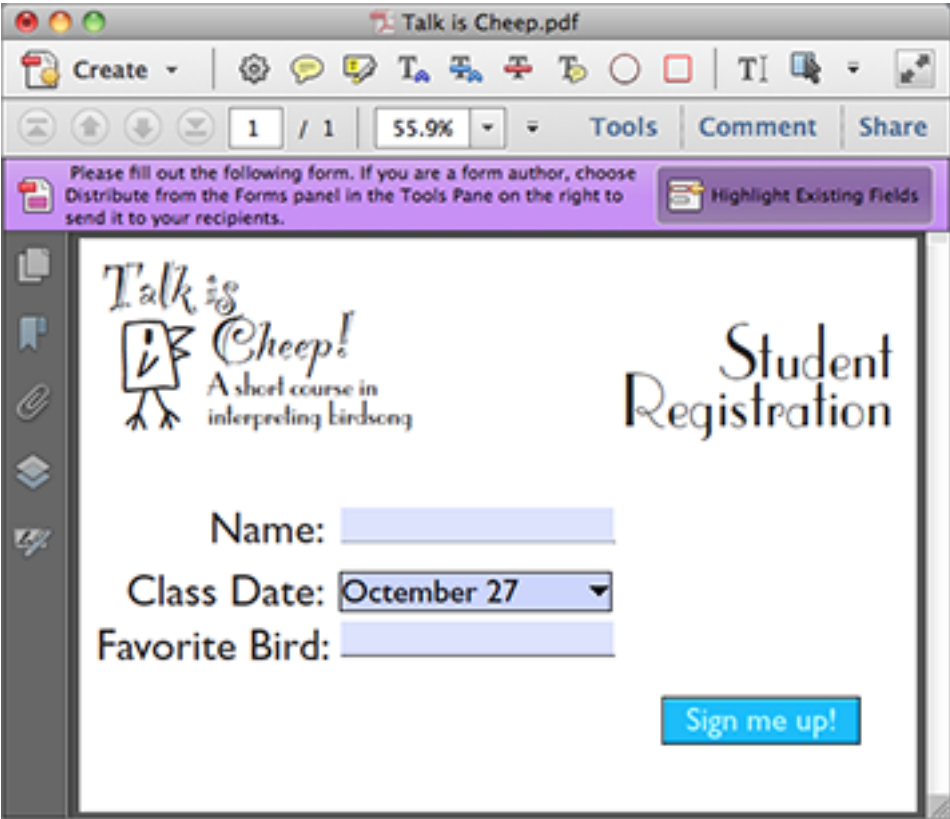 Talk is Cheep.pdf
Create
1 / 1 55.9% Tools Comment Share
Please fill out the following form. If you are a form author, choose
Distribute from the Forms panel in the Tools Pane on the right to
send it to your recipients.
Highlight Existing Fields
Talk is
Cheep!
A short course in
interpreting birdsong
Student
Registration
Name:
Class Date: Octember 27
Favorite Bird:
Sign me up!